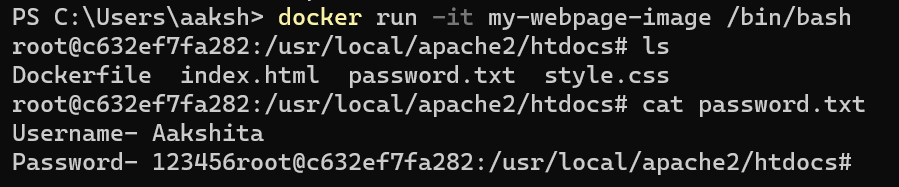 PS C:\Users\aaksh> docker run -it my-webpage-image /bin/bash
root@c632ef7fa282:/usr/local/apache2/htdocs# ls
Dockerfile  index.html  password.txt  style.css
root@c632ef7fa282:/usr/local/apache2/htdocs# cat password.txt
Username- Aakshita
Password- 123456root@c632ef7fa282:/usr/local/apache2/htdocs#